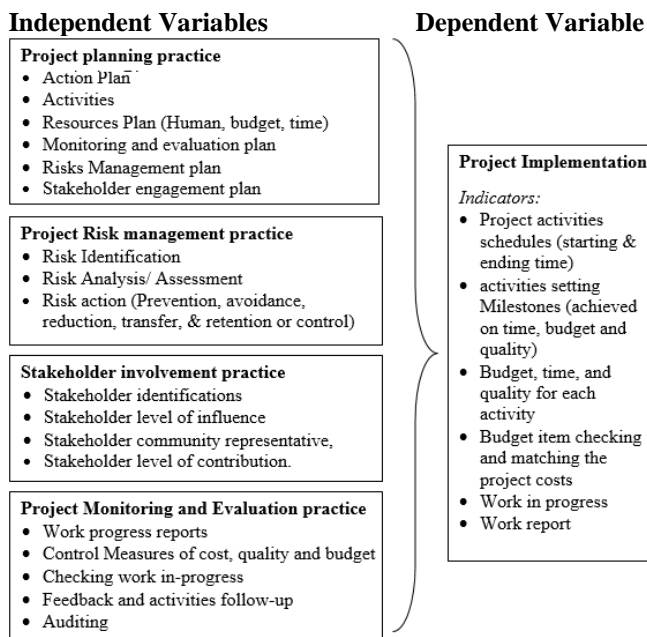 Independent Variables
Project planning practice
• Action Plan
• Activities
• Resources Plan (Human, budget, time)
• Monitoring and evaluation plan
• Risks Management plan
• Stakeholder engagement plan
Project Risk management practice
• Risk Identification
• Risk Analysis/ Assessment
• Risk action (Prevention, avoidance,
reduction, transfer, & retention or control)
Stakeholder involvement practice
• Stakeholder identifications
• Stakeholder level of influence
• Stakeholder community representative,
• Stakeholder level of contribution.
Project Monitoring and Evaluation practice
• Work progress reports
• Control Measures of cost, quality and budget
• Checking work in-progress
• Feedback and activities follow-up
• Auditing
Dependent Variable
Project Implementation
Indicators:
• Project activities
schedules (starting &
ending time)
• activities setting
Milestones (achieved
on time, budget and
quality)
• Budget, time, and
quality for each
activity
• Budget item checking
and matching the
project costs
• Work in progress
• Work report